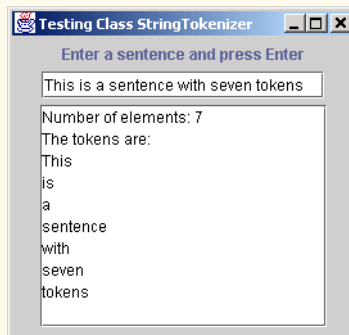 Testing Class StringTokenizer
Enter a sentence and press Enter
This is a sentence with seven tokens
Number of elements: 7
The tokens are:
This
is
a
sentence
with
seven
tokens